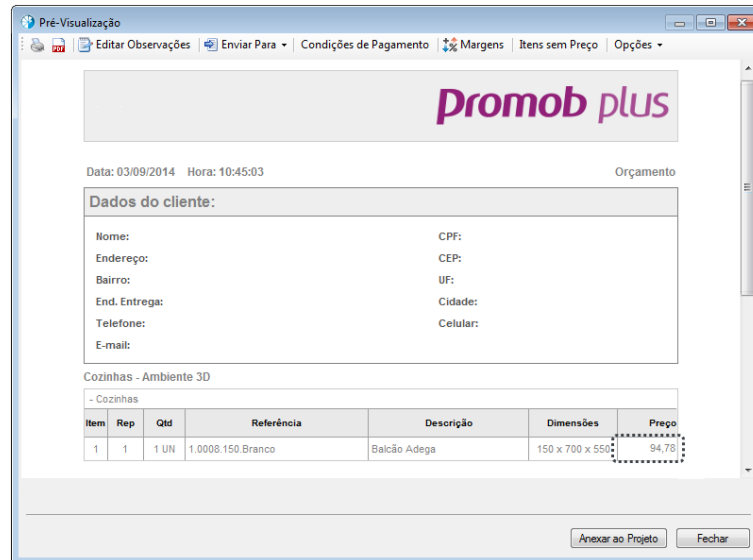 Pré-Visualização
Editar Observações Enviar Para Condições de Pagamento Margens Itens sem Preço Opções
promob plus
Data: 03/09/2014 Hora: 10:45:03 Orçamento
Dados do cliente:
Nome: CPF:
Endereço: CEP:
Bairro: UF:
End. Entrega: Cidade:
Telefone: Celular:
E-mail:
Cozinhas - Ambiente 3D
- Cozinhas
Item Rep Qtd Referência Descrição Dimensões Preço
1 1 1 UN 1.0008.150.Branco Balcão Adega 150 x 700 x 550 94,78
Anexar ao Projeto Fechar